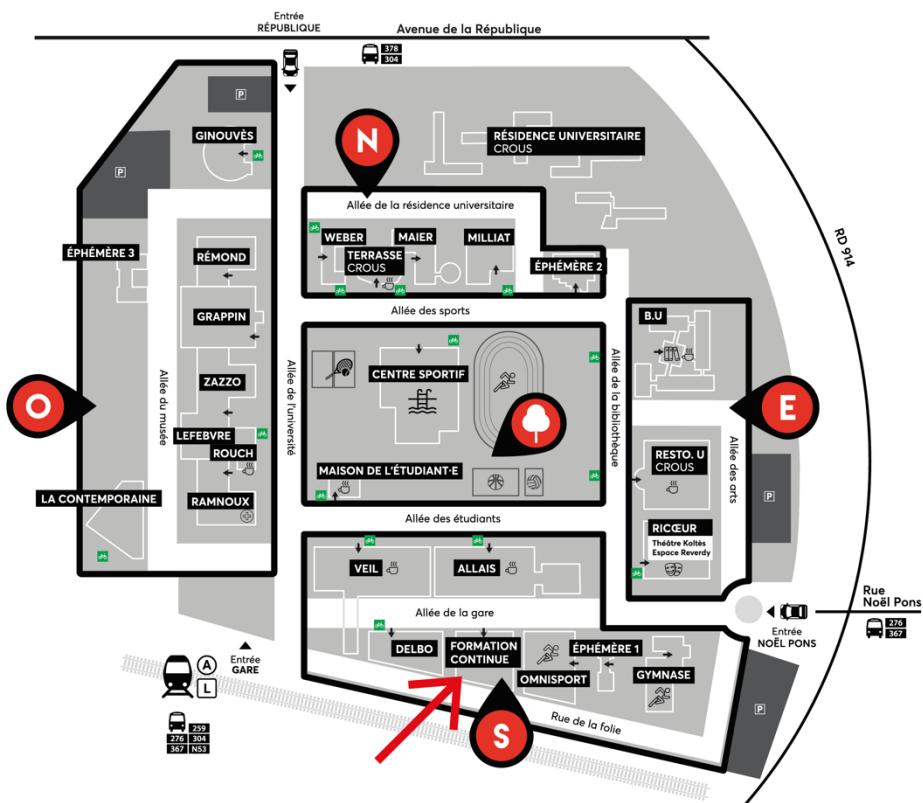 Entrée
RÉPUBLIQUE
Avenue de la République
378
304
P
GINOUVÈS
P
N
RÉSIDENCE UNIVERSITAIRE
CROUS
Allée de la résidence universitaire
RD 914
WEBER
MAIER
MILLIAT
TERRASSE
CROUS
ÉPHÉMÈRE 3
RÉMOND
ÉPHÉMÈRE 2
Allée des sports
GRAPPIN
B.U
CENTRE SPORTIF
ZAZZO
O
E
Allée du musée
Allée de l'université
Allée de la bibliothèque
Allée des arts
LEFEBVRE
ROUCH
MAISON DE L'ÉTUDIANT·E
RESTO. U
CROUS
LA CONTEMPORAINE
RAMNOUX
P
Allée des étudiants
RICŒUR
Théâtre Koltès
Espace Reverdy
VEIL
ALLAIS
Rue
Noël Pons
276
367
Allée de la gare
Entrée
NOËL PONS
DELBO
FORMATION
CONTINUE
ÉPHÉMÈRE 1
OMNISPORT
GYMNASE
Entrée
GARE
A
L
P
S
Rue de la folie
259
276 304
367 N53